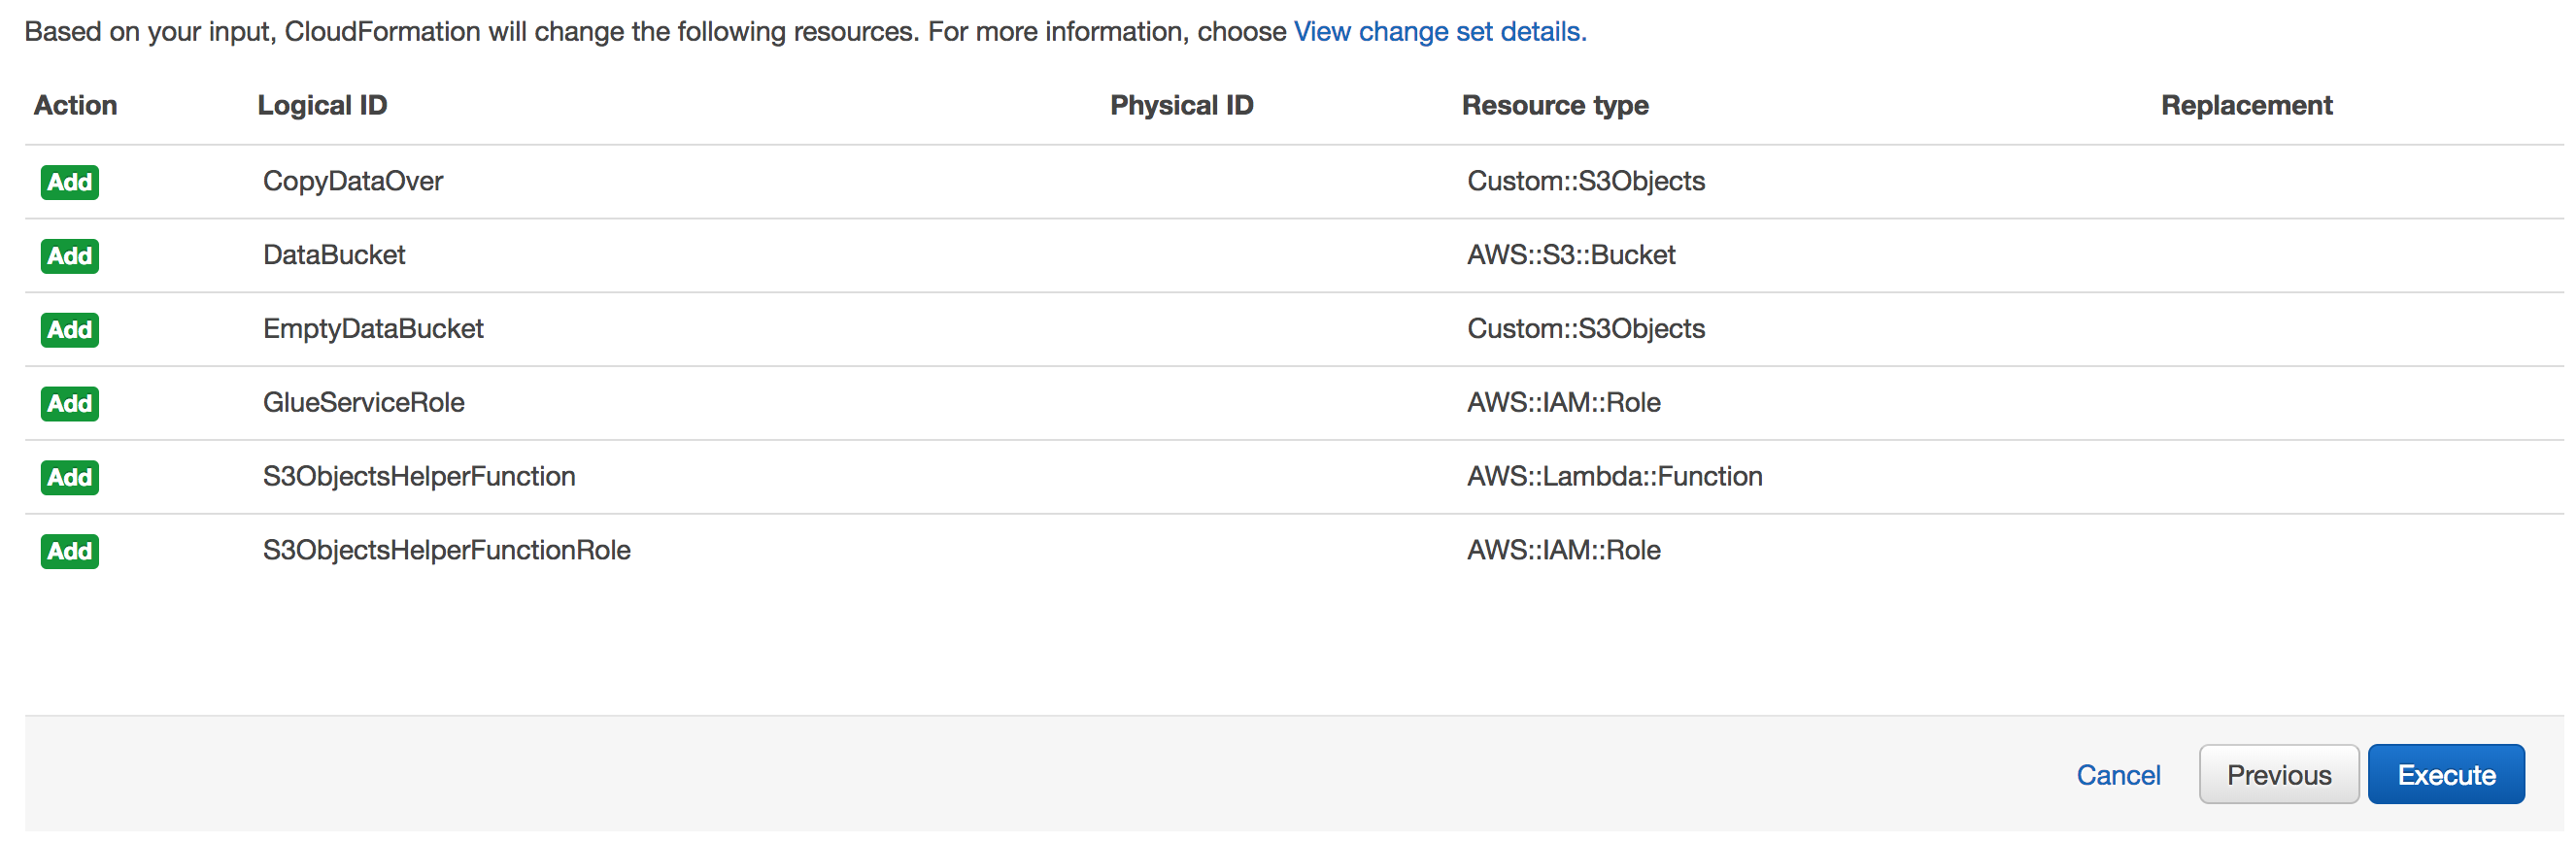 Based on your input, CloudFormation will change the following resources. For more information, choose View change set details.
Action Logical ID Physical ID Resource type Replacement
Add CopyDataOver Custom::S3Objects
Add DataBucket AWS::S3::Bucket
Add EmptyDataBucket Custom::S3Objects
Add GlueServiceRole AWS::IAM::Role
Add S3ObjectsHelperFunction AWS::Lambda::Function
Add S3ObjectsHelperFunctionRole AWS::IAM::Role
Cancel Previous Execute